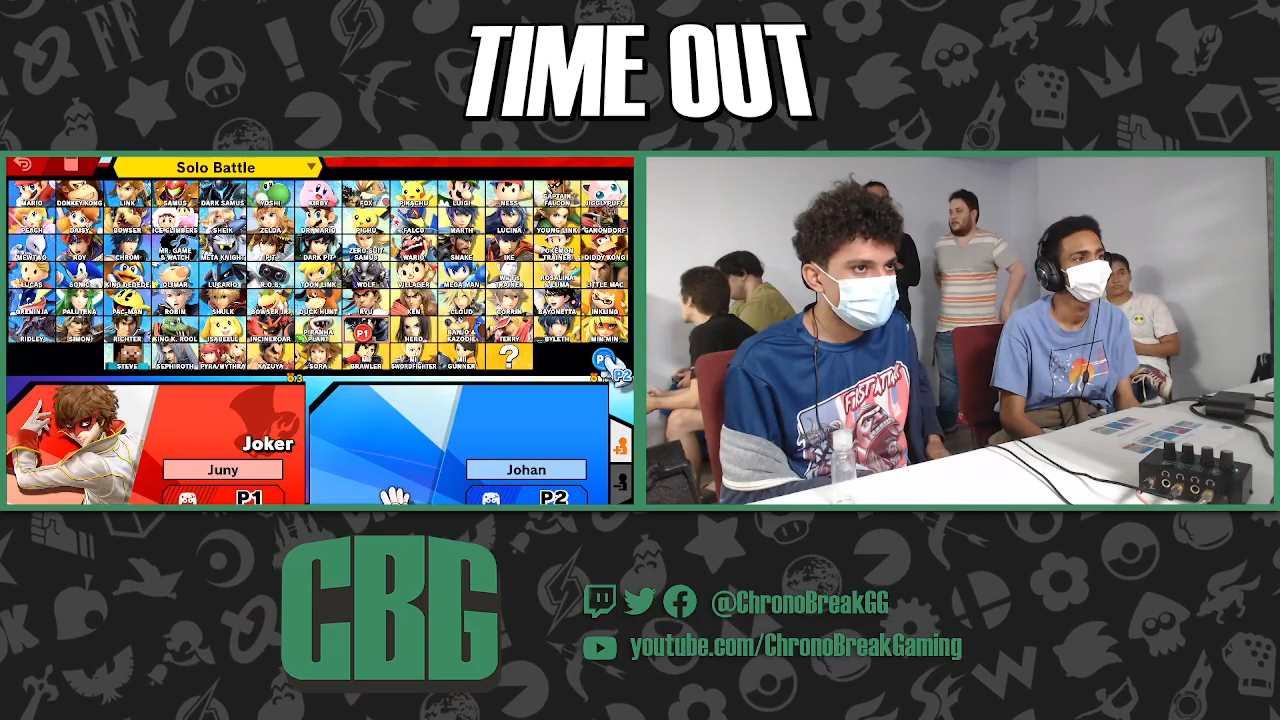 TIME OUT
Solo Battle
MARIO DONKEY KONG LINK SAMUS DARK SAMUS YOSHI KIRBY FOX PIKACHU LUIGI NESS CAPTAIN FALCON JIGGLYPUFF
PEACH DAISY BOWSER ICE CLIMBERS SHEIK ZELDA DR. MARIO PICHU FALCO MARTH LUCINA YOUNG LINK GANONDORF
MEWTWO ROY CHROM MR. GAME & WATCH META KNIGHT PIT DARK PIT ZERO SUIT SAMUS WARIO SNAKE IKE POKÉMON TRAINER DIDDY KONG
LUCAS SONIC KING DEDEDE OLIMAR LUCARIO R.O.B. TOON LINK WOLF VILLAGER MEGA MAN WII FIT TRAINER ROSALINA & LUMA LITTLE MAC
GRENINJA PALUTENA PAC-MAN ROBIN SHULK BOWSER JR. DUCK HUNT RYU KEN CLOUD CORRIN BAYONETTA INKLING
RIDLEY SIMON RICHTER KING K. ROOL ISABELLE INCINEROAR PIRANHA PLANT P1 HERO BANJO & KAZOOIE TERRY BYLETH MIN MIN
STEVE SEPHIROTH PYRA/MYTHRA KAZUYA SORA BRAWLER SWORDFIGHTER GUNNER ?
P2
3
Joker
Juny
P1
Johan
P2
FIRST ATTACK
CBG
@ChronoBreakGG
youtube.com/ChronoBreakGaming